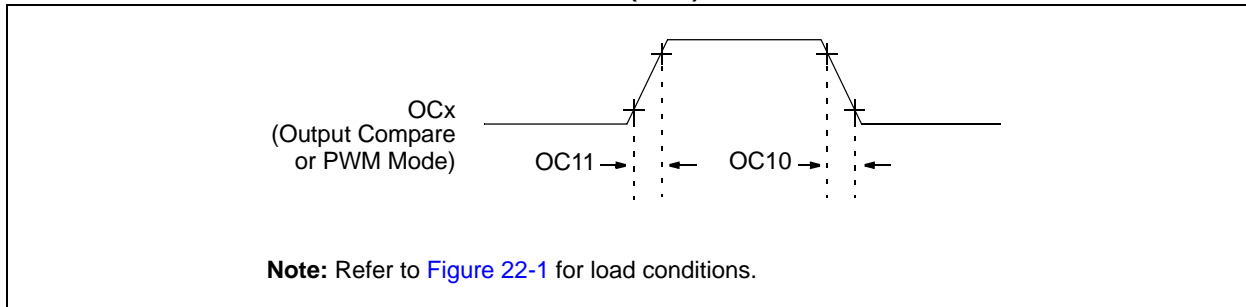 OCx
(Output Compare
or PWM Mode)
OC11
OC10
Note: Refer to Figure 22-1 for load conditions.